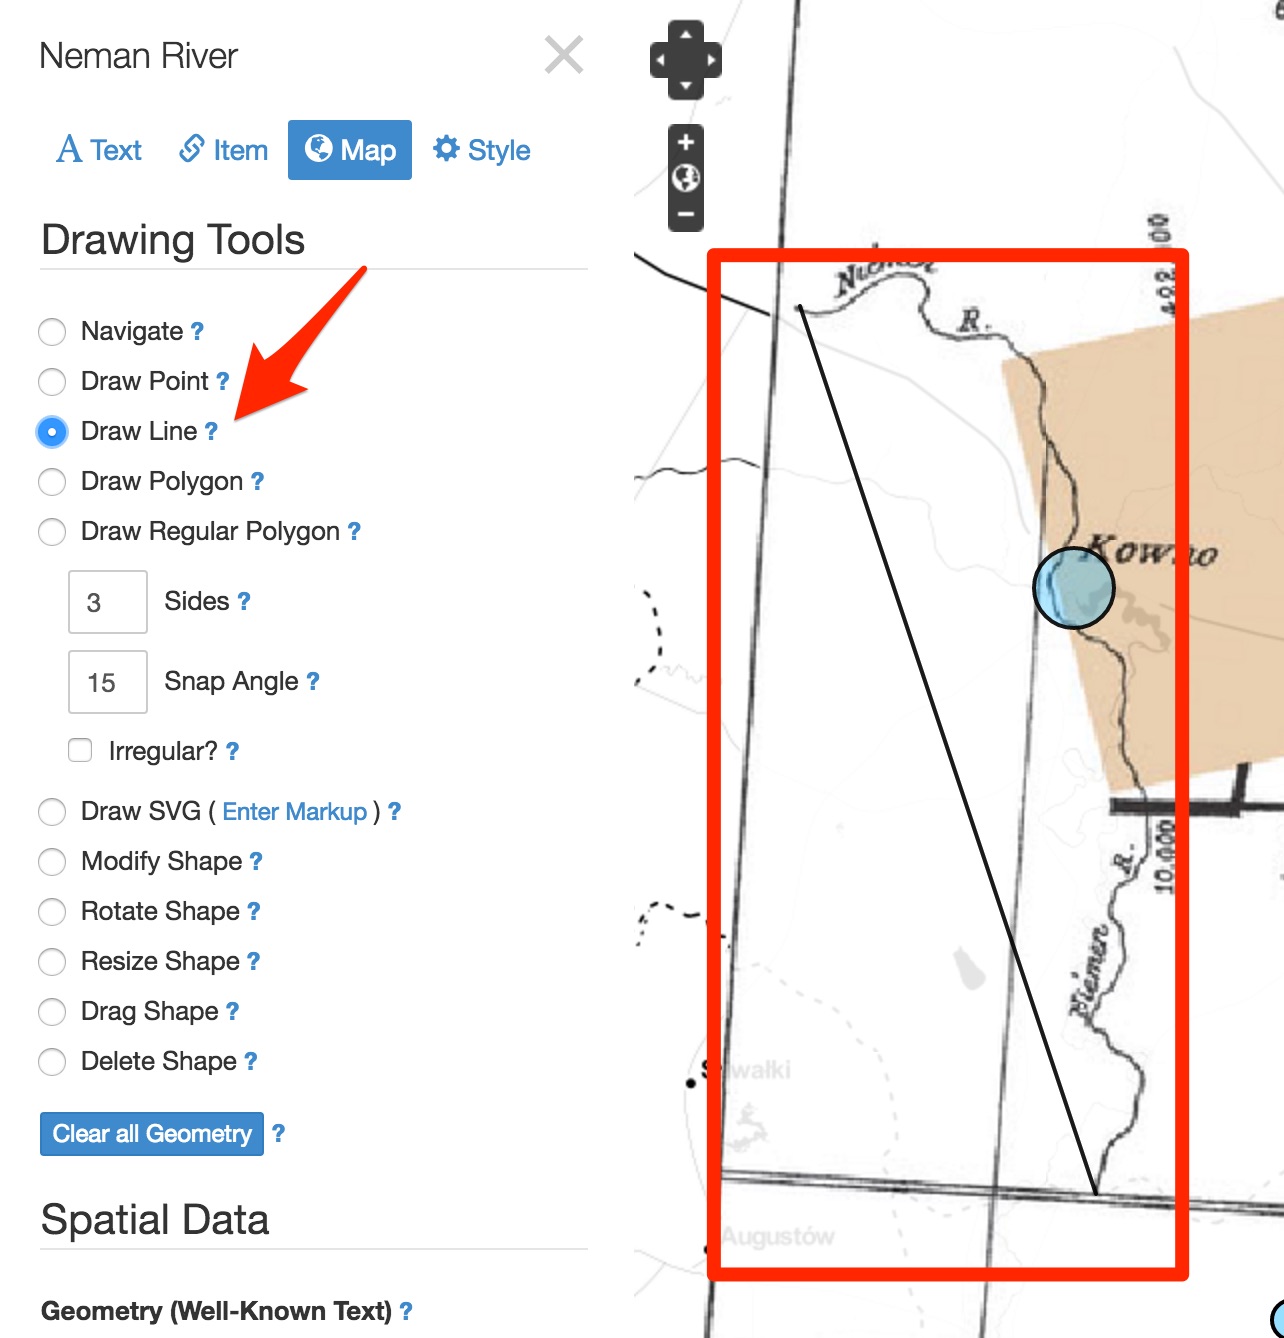 Neman River
Text
Item
Map
Style
Drawing Tools
Navigate ?
Draw Point ?
Draw Line ?
Draw Polygon ?
Draw Regular Polygon ?
3 Sides ?
15 Snap Angle ?
Irregular? ?
Draw SVG ( Enter Markup ) ?
Modify Shape ?
Rotate Shape ?
Resize Shape ?
Drag Shape ?
Delete Shape ?
Clear all Geometry ?
Spatial Data
Geometry (Well-Known Text) ?
R.
Kowno
10.000
R.
Niemen
Augustów